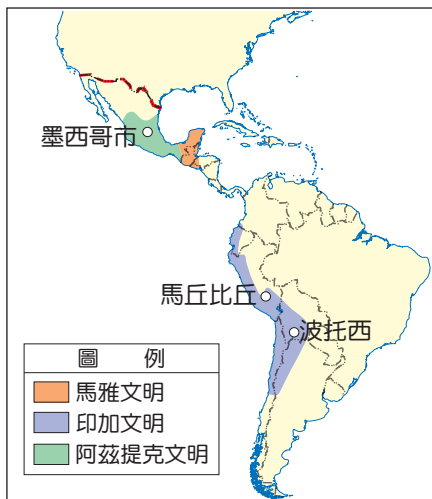 墨西哥市
馬丘比丘
波托西
圖例
馬雅文明
印加文明
阿茲提克文明